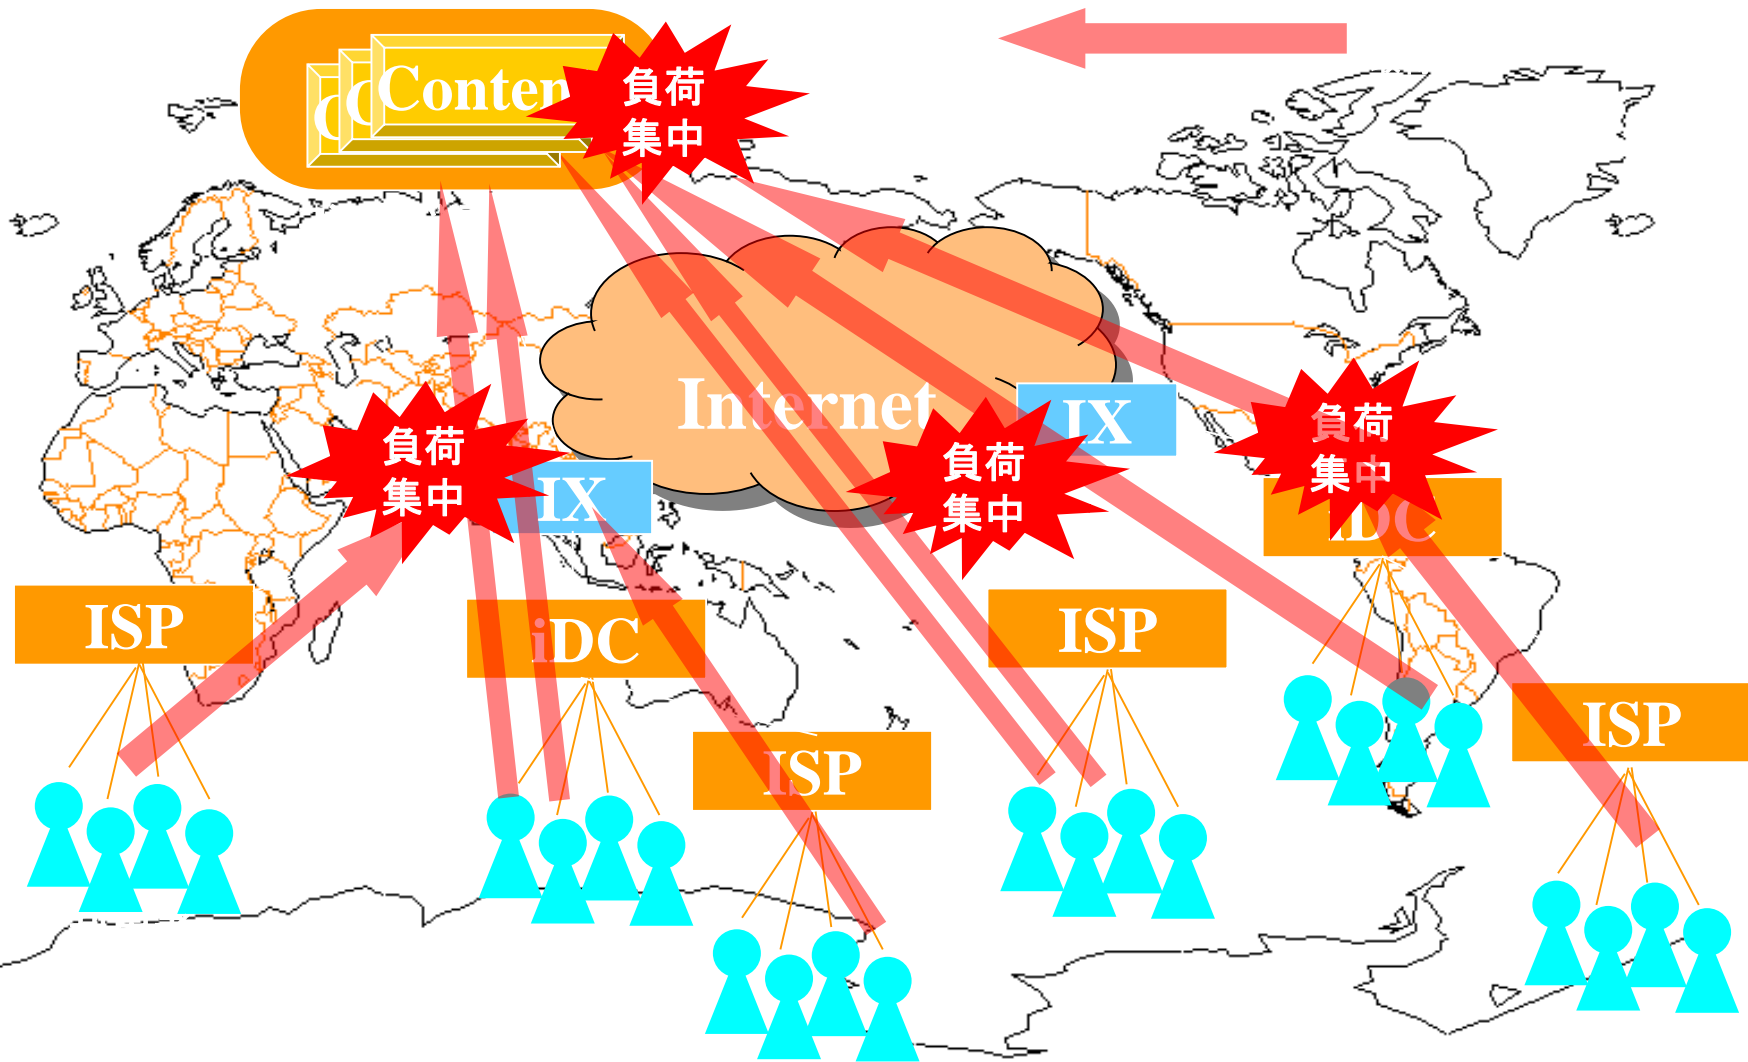 C
C
Conten
負荷
集中
Internet
IX
負荷
集中
負荷
集中
IX
負荷
集中
iDC
ISP
iDC
ISP
ISP
ISP